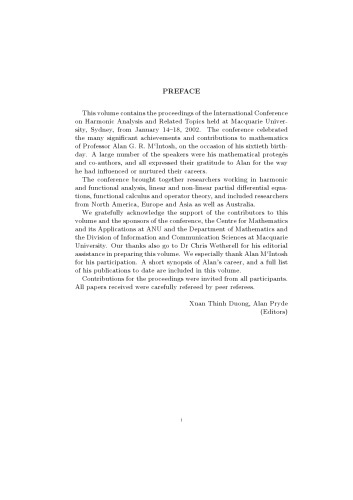 PREFACE
This volume contains the proceedings of the International Conference
on Harmonic Analysis and Related Topics held at Macquarie Univer-
sity, Sydney, from January 14–18, 2002. The conference celebrated
the many significant achievements and contributions to mathematics
of Professor Alan G. R. McIntosh, on the occasion of his sixtieth birth-
day. A large number of the speakers were his mathematical protegés
and co-authors, and all expressed their gratitude to Alan for the way
he had influenced or nurtured their careers.
The conference brought together researchers working in harmonic
and functional analysis, linear and non-linear partial differential equa-
tions, functional calculus and operator theory, and included researchers
from North America, Europe and Asia as well as Australia.
We gratefully acknowledge the support of the contributors to this
volume and the sponsors of the conference, the Centre for Mathematics
and its Applications at ANU and the Department of Mathematics and
the Division of Information and Communication Sciences at Macquarie
University. Our thanks also go to Dr Chris Wetherell for his editorial
assistance in preparing this volume. We especially thank Alan McIntosh
for his participation. A short synopsis of Alan's career, and a full list
of his publications to date are included in this volume.
Contributions for the proceedings were invited from all participants.
All papers received were carefully refereed by peer referees.
Xuan Thinh Duong, Alan Pryde
(Editors)